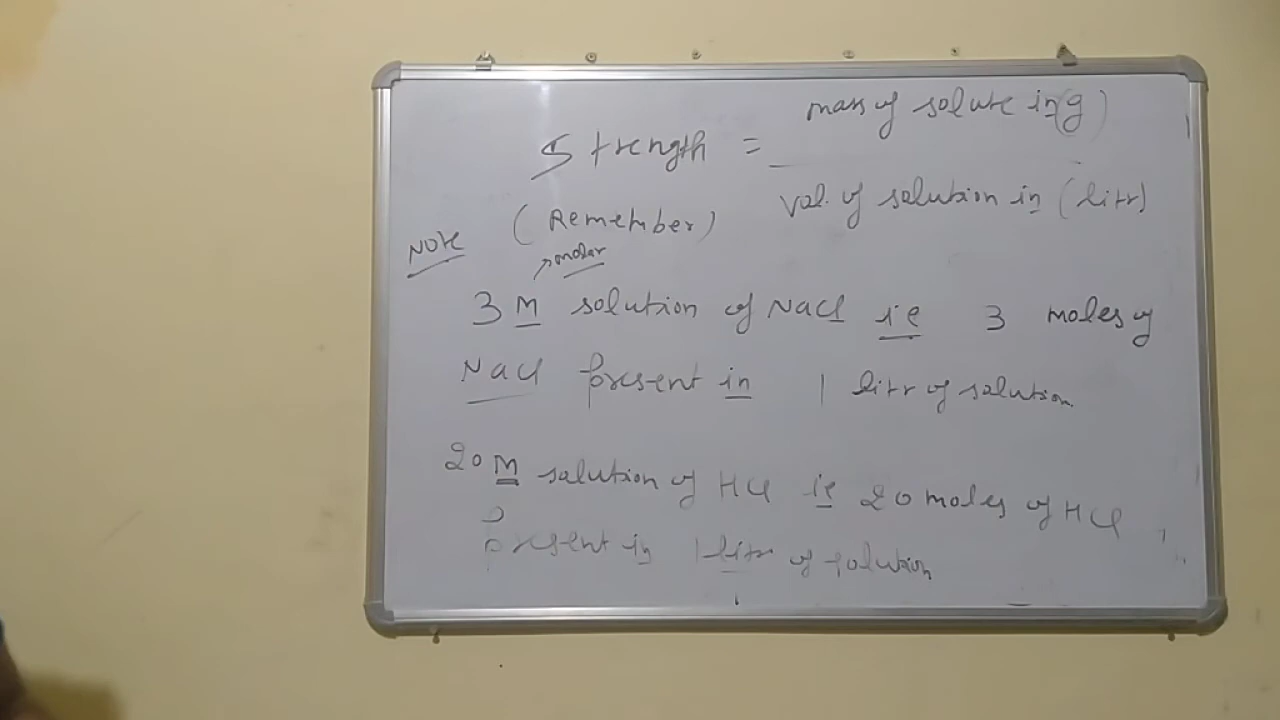 mass of solute in (g)
Strength =
Vol. of solution in (litr)
(Remember)
Note
molar
3 M solution of NaCl ie 3 moles of
NaCl present in 1 litr of solution
20 M solution of HCl ie 20 moles of HCl
present in 1 litr of solution